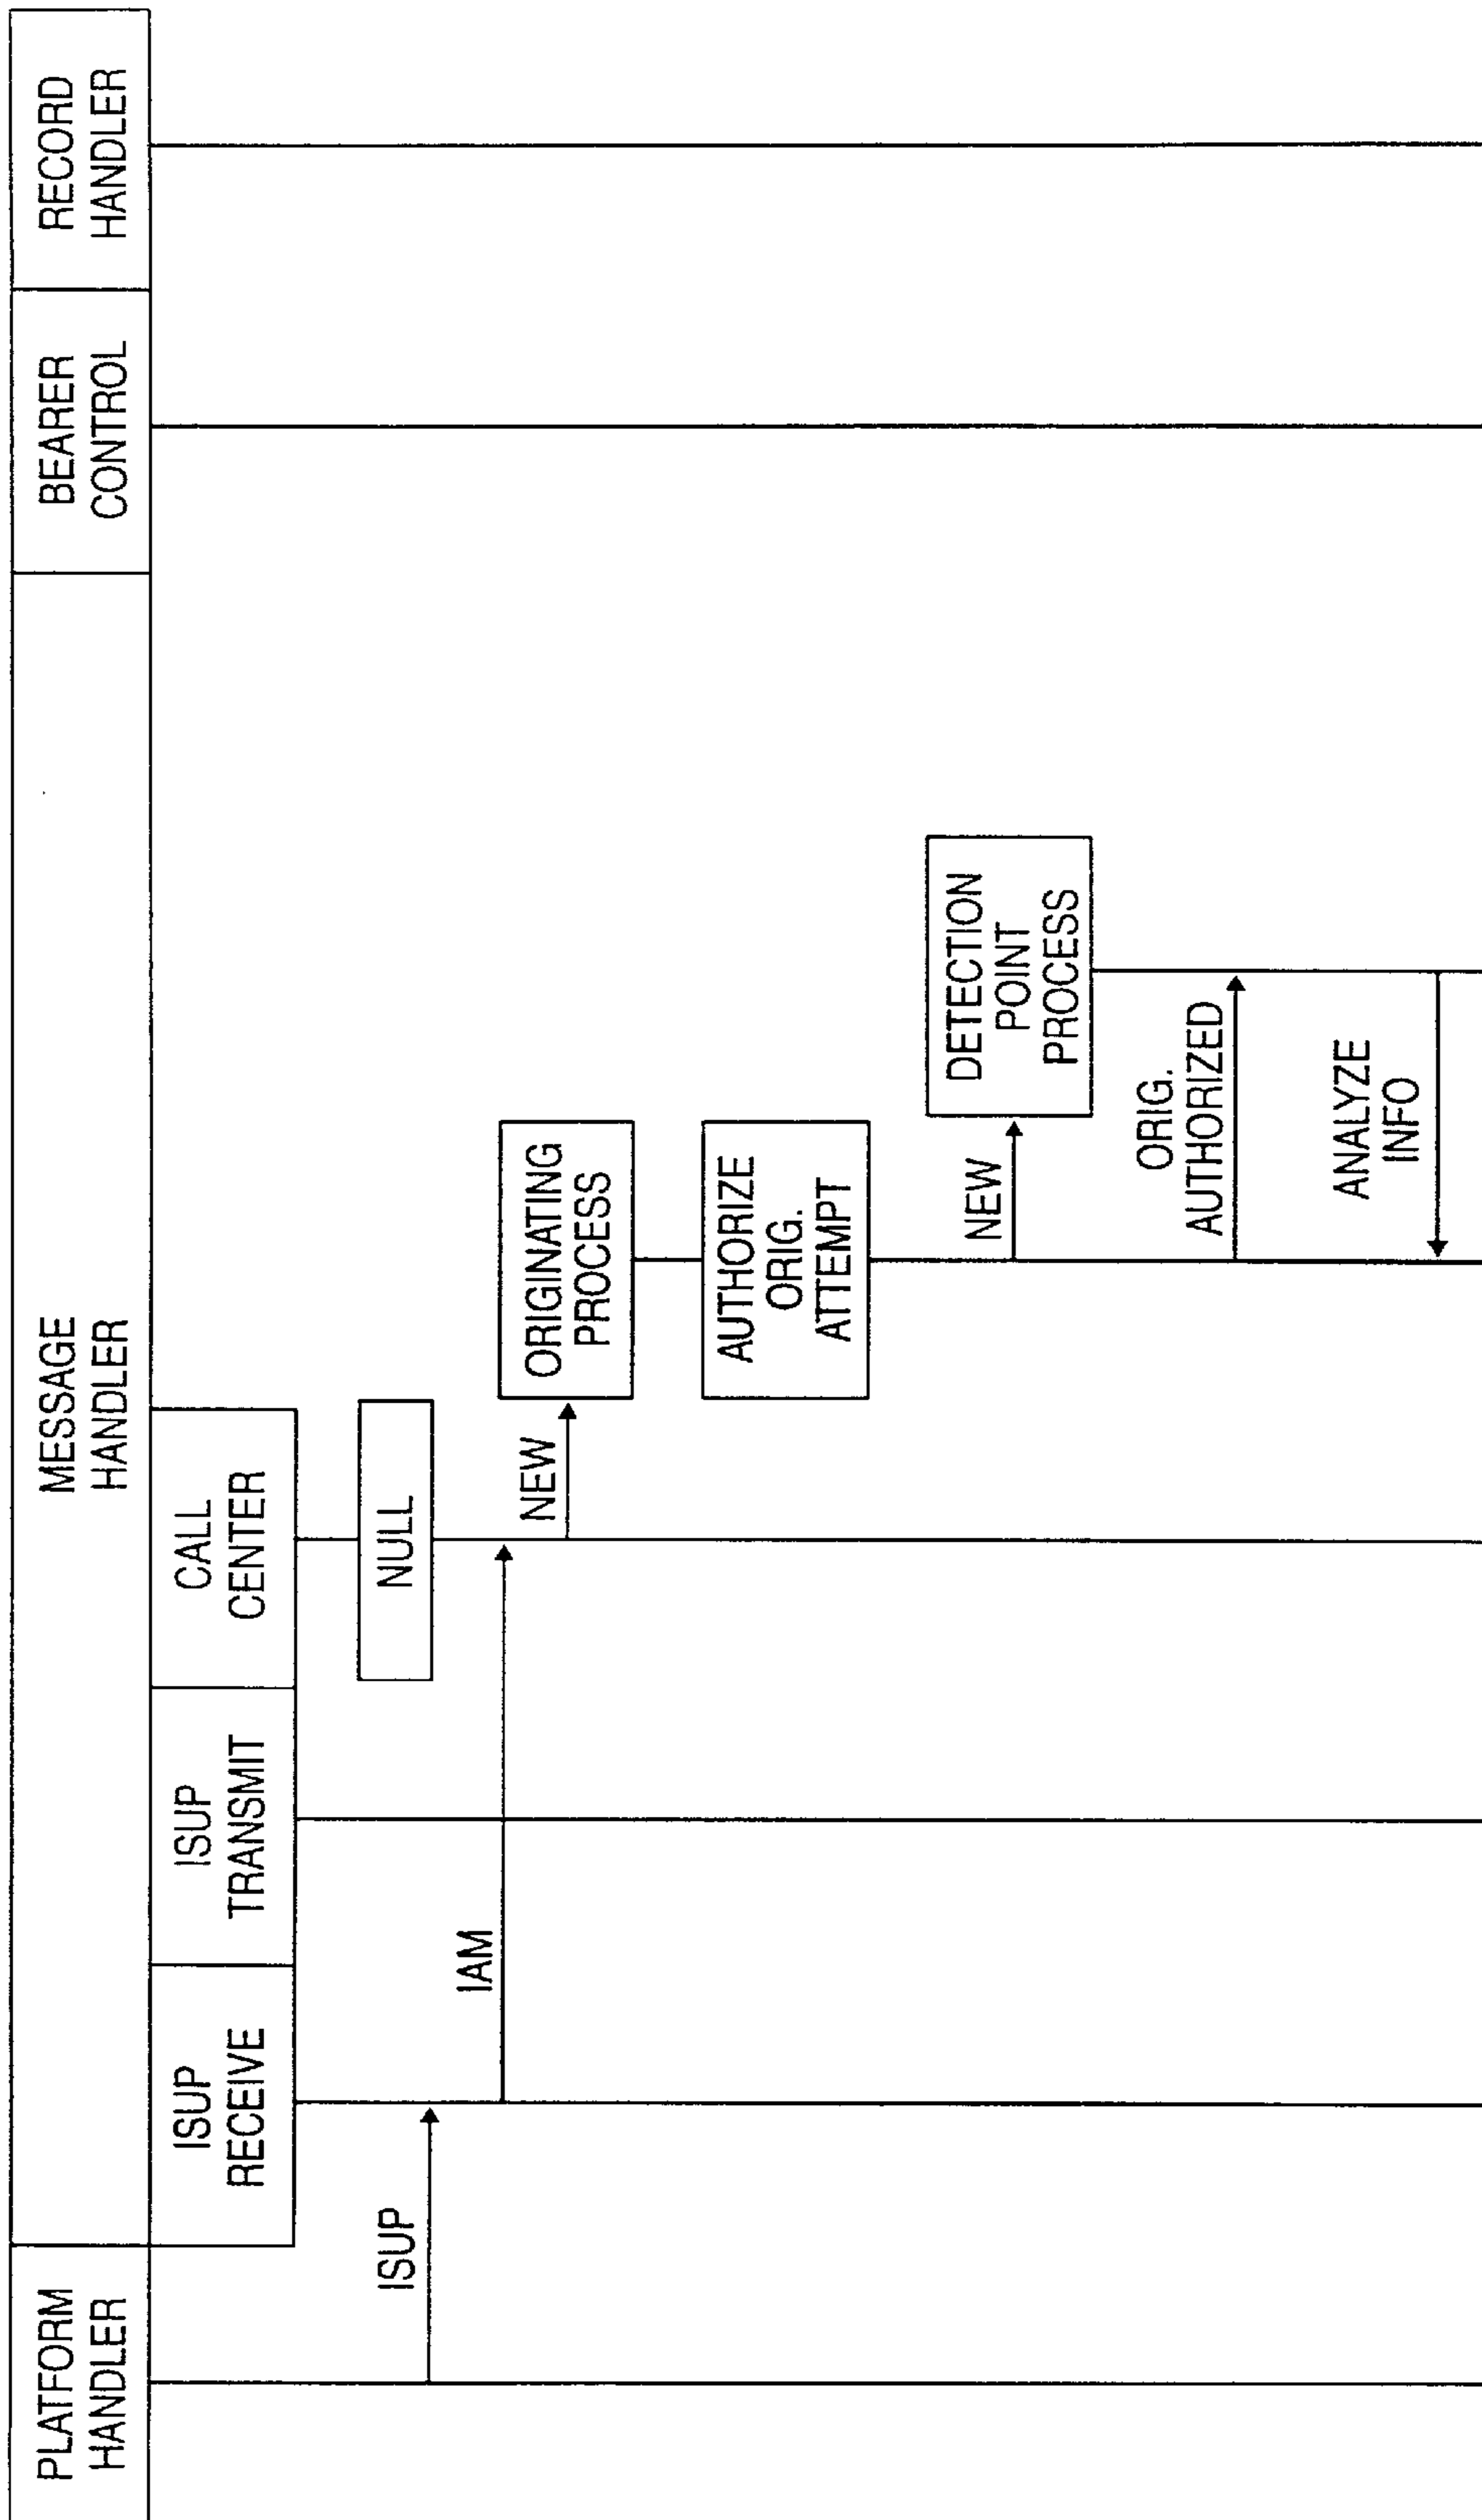 PLATFORM
HANDLER
MESSAGE
HANDLER
BEARER
CONTROL
RECORD
HANDLER
ISUP
RECEIVE
ISUP
TRANSMIT
CALL
CENTER
ISUP
NULL
IAM
NEW
ORIGINATING
PROCESS
AUTHORIZE
ORIG.
ATTEMPT
NEW
DETECTION
POINT
PROCESS
ORIG.
AUTHORIZED
ANALYZE
INFO